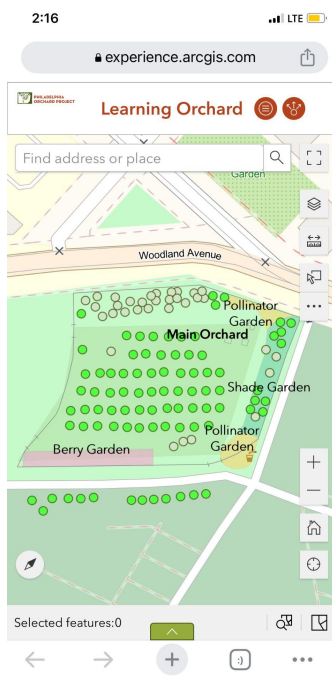 2:16
LTE
experience.arcgis.com
PHILADELPHIA
ORCHARD PROJECT
Learning Orchard
Find address or place
Garden
Woodland Avenue
Pollinator
Garden
Main Orchard
Shade Garden
Pollinator
Garden
Berry Garden
Selected features:0
:)